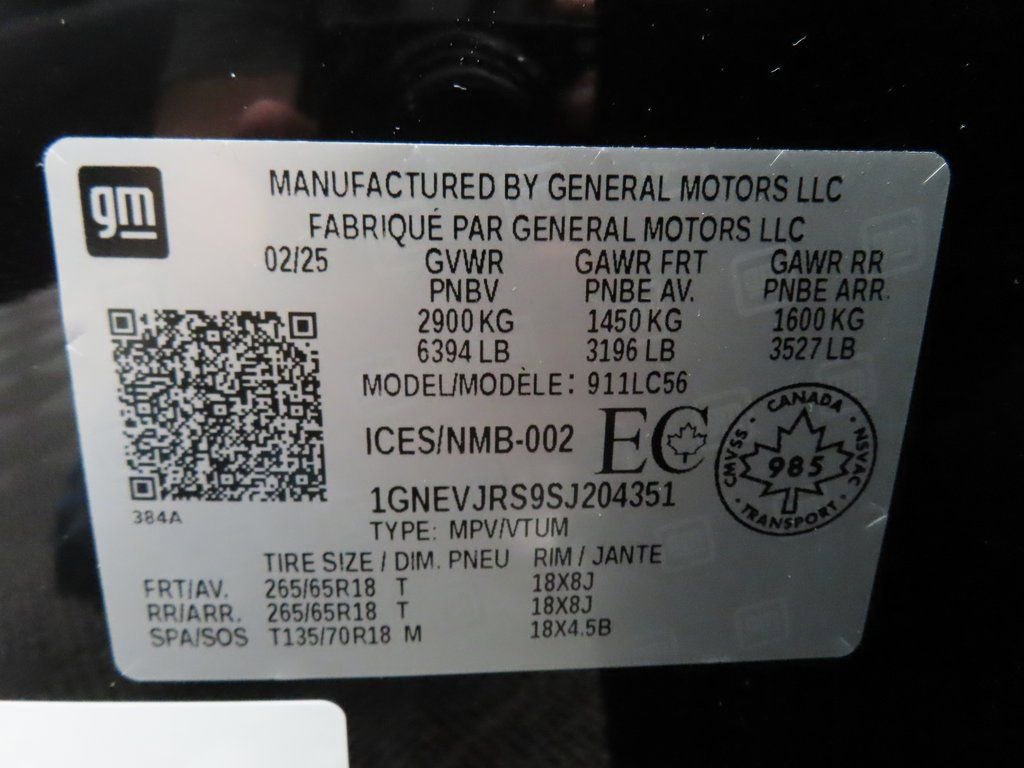 gm
MANUFACTURED BY GENERAL MOTORS LLC
FABRIQUÉ PAR GENERAL MOTORS LLC
02/25 GVWR GAWR FRT GAWR RR
PNBV PNBE AV. PNBE ARR.
2900 KG 1450 KG 1600 KG
6394 LB 3196 LB 3527 LB
MODEL/MODÈLE: 911LC56
ICES/NMB-002 EC
CANADA
CMVSS 985 NSVAC
TRANSPORT
1GNEVJRS9SJ204351
384A
TYPE: MPV/VTUM
TIRE SIZE / DIM. PNEU RIM / JANTE
FRT/AV. 265/65R18 T 18X8J
RR/ARR. 265/65R18 T 18X8J
SPA/SOS T135/70R18 M 18X4.5B